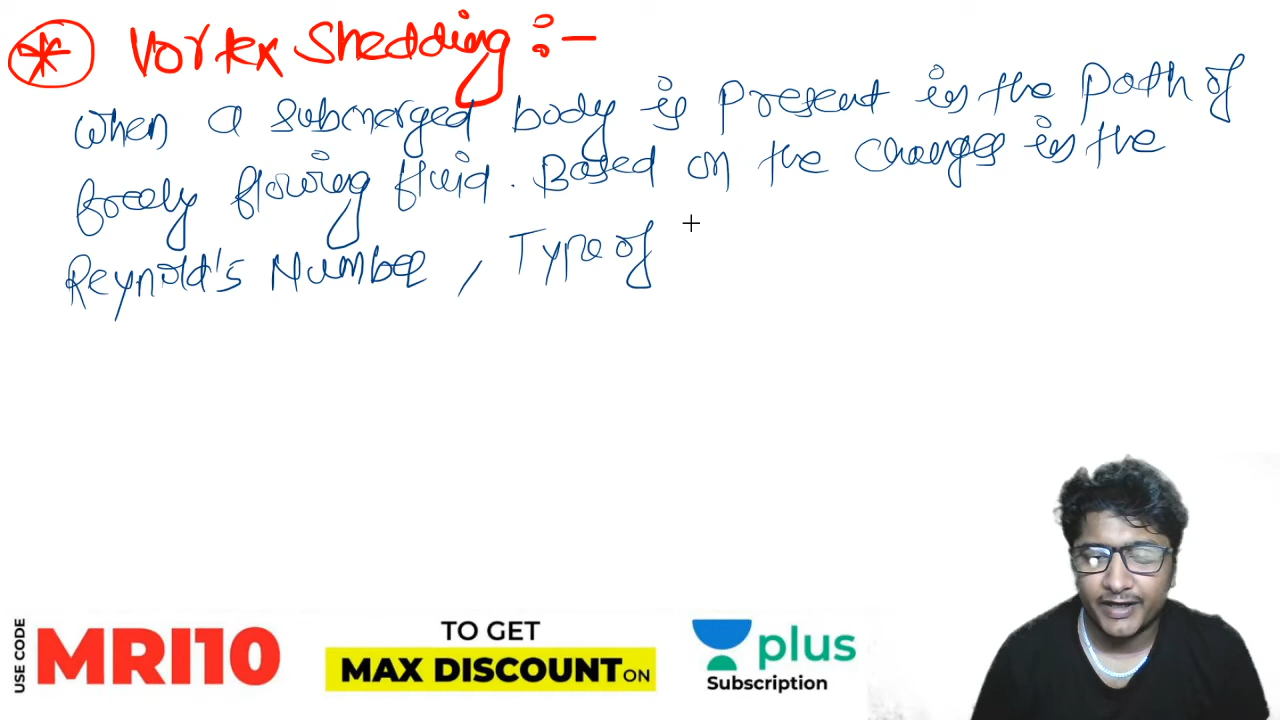 * Vortex Shedding :-
When a submerged body is present in the path of
freely flowing fluid. Based on the changes in the
Reynold's Number, Type of
USE CODE
MRI10
TO GET
MAX DISCOUNT ON
plus
Subscription